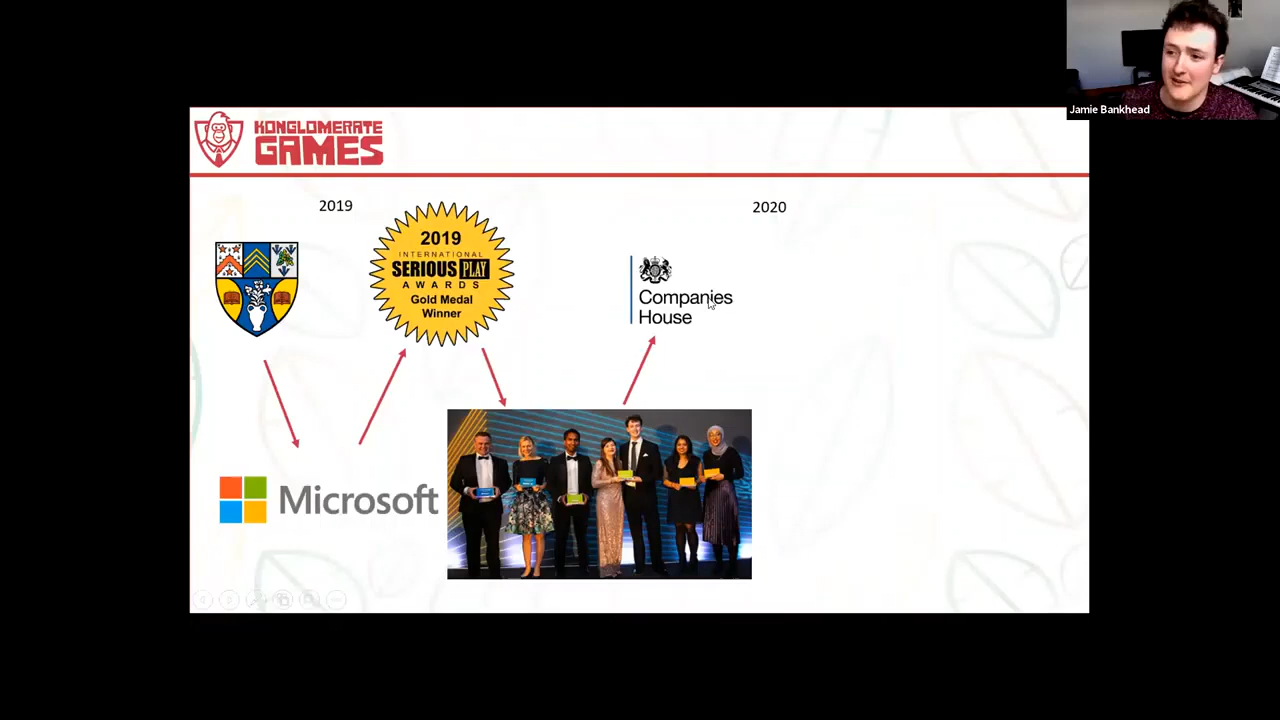 Jamie Bankhead
KONGLOMERATE
GAMES
2019
2020
2019
INTERNATIONAL
SERIOUS PLAY
AWARDS
Gold Medal
Winner
Companies
House
Microsoft